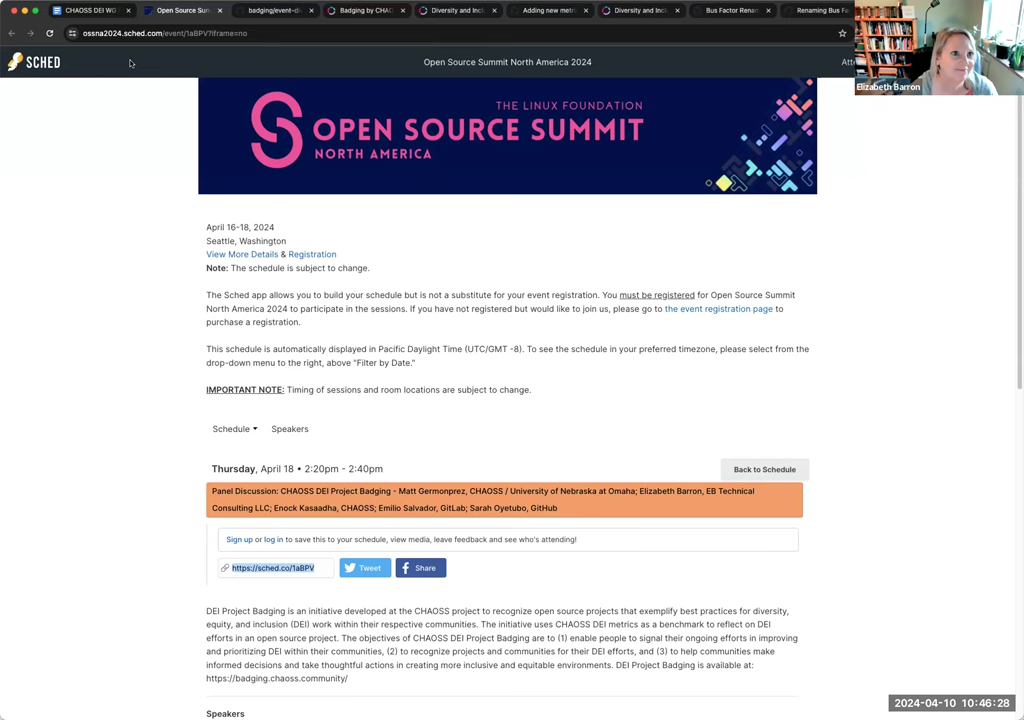 CHAOSS DEI WG
Open Source Sum
badging/event-di
Badging by CHAO
Diversity and Incl
Adding new metr
Diversity and Incl
Bus Factor Renam
Renaming Bus Fa
ossna2024.sched.com/event/1aBPV?iframe=no
SCHED
Open Source Summit North America 2024
Atte
Elizabeth Barron
THE LINUX FOUNDATION
OPEN SOURCE SUMMIT
NORTH AMERICA
April 16-18, 2024
Seattle, Washington
View More Details & Registration
Note: The schedule is subject to change.
The Sched app allows you to build your schedule but is not a substitute for your event registration. You must be registered for Open Source Summit
North America 2024 to participate in the sessions. If you have not registered but would like to join us, please go to the event registration page to
purchase a registration.
This schedule is automatically displayed in Pacific Daylight Time (UTC/GMT -8). To see the schedule in your preferred timezone, please select from the
drop-down menu to the right, above "Filter by Date."
IMPORTANT NOTE: Timing of sessions and room locations are subject to change.
Schedule
Speakers
Thursday, April 18 • 2:20pm - 2:40pm
Back to Schedule
Panel Discussion: CHAOSS DEI Project Badging - Matt Germonprez, CHAOSS / University of Nebraska at Omaha; Elizabeth Barron, EB Technical
Consulting LLC; Enock Kasaadha, CHAOSS; Emilio Salvador, GitLab; Sarah Oyetubo, GitHub
Sign up or log in to save this to your schedule, view media, leave feedback and see who's attending!
https://sched.co/1aBPV
Tweet
Share
DEI Project Badging is an initiative developed at the CHAOSS project to recognize open source projects that exemplify best practices for diversity,
equity, and inclusion (DEI) work within their respective communities. The initiative uses CHAOSS DEI metrics as a benchmark to reflect on DEI
efforts in an open source project. The objectives of CHAOSS DEI Project Badging are to (1) enable people to signal their ongoing efforts in improving
and prioritizing DEI within their communities, (2) to recognize projects and communities for their DEI efforts, and (3) to help communities make
informed decisions and take thoughtful actions in creating more inclusive and equitable environments. DEI Project Badging is available at:
https://badging.chaoss.community/
Speakers
2024-04-10 10:46:28